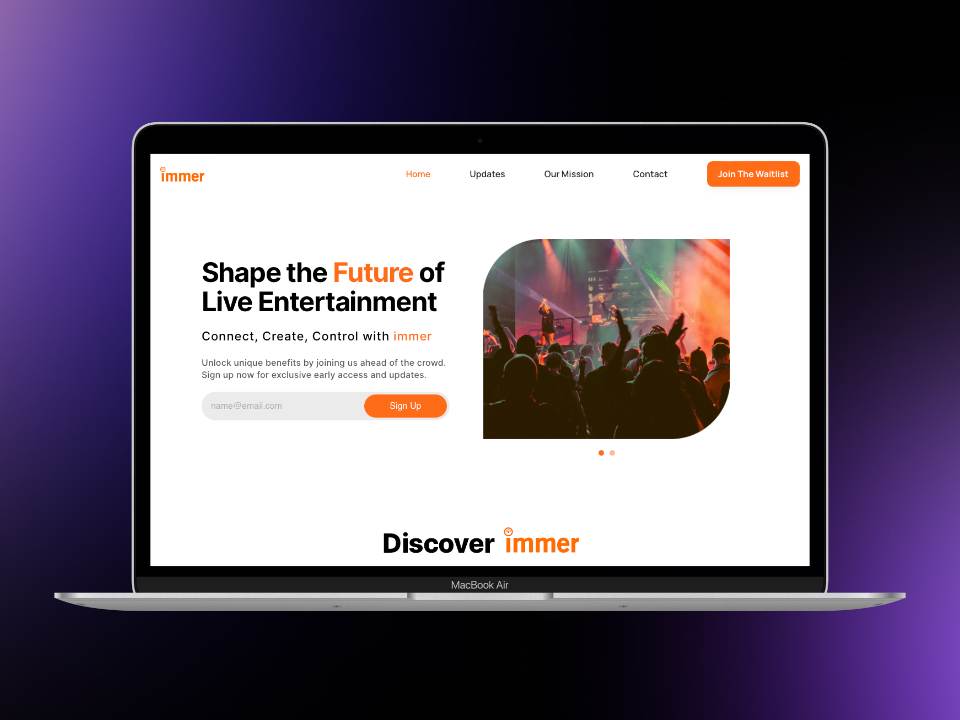 immer
Home
Updates
Our Mission
Contact
Join The Waitlist
Shape the Future of
Live Entertainment
Connect, Create, Control with immer
Unlock unique benefits by joining us ahead of the crowd.
Sign up now for exclusive early access and updates.
name@email.com
Sign Up
Discover immer
MacBook Air